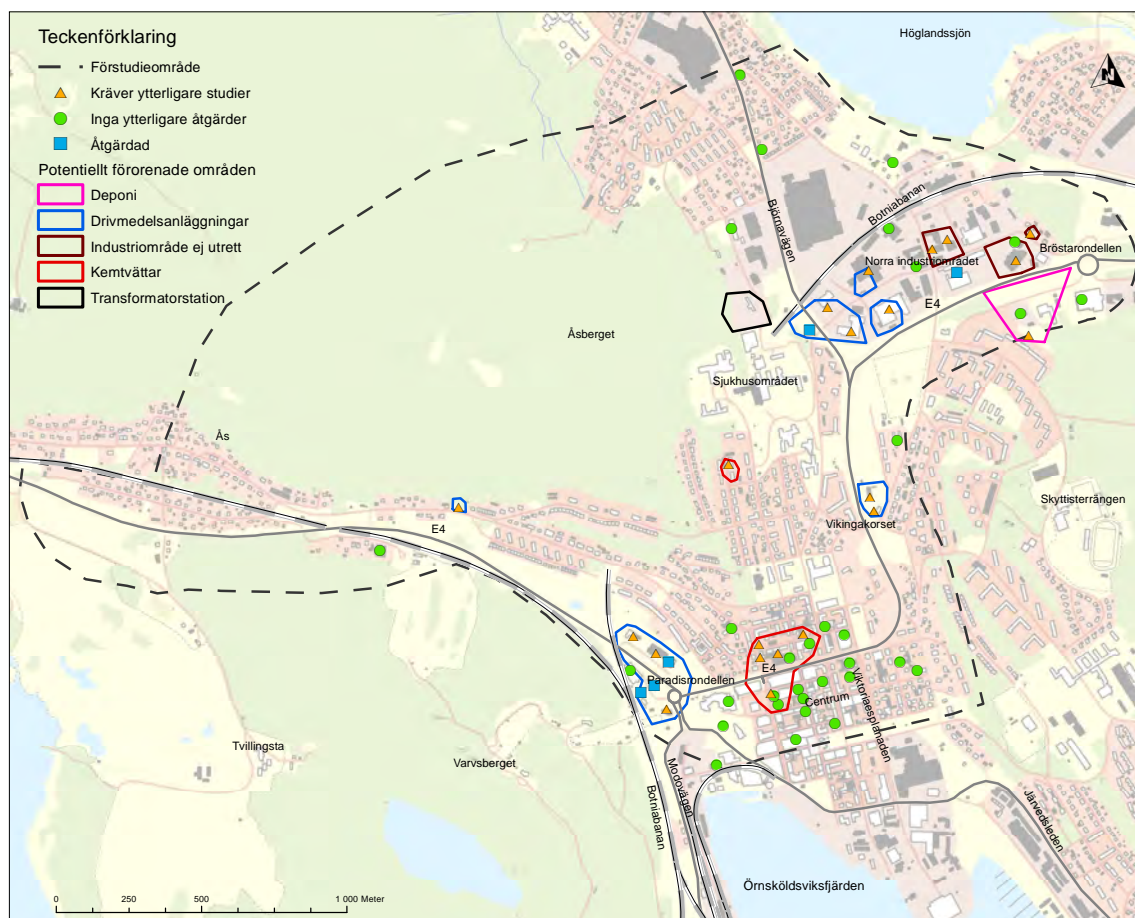 Teckenförklaring
Förstudieområde
Kräver ytterligare studier
Inga ytterligare åtgärder
Åtgärdad
Potentiellt förorenade områden
Deponi
Drivmedelsanläggningar
Industriområde ej utrett
Kemtvättar
Transformatorstation
Höglandssjön
N
Björnavägen
Botniabanan
Norra industriområdet
Bröstarondellen
E4
Åsberget
Sjukhusområdet
Ås
E4
Vikingakorset
Skyttisterrängen
Paradisrondellen
E4
Centrum
Viktoriaesplanaden
Tvillingsta
Varvsberget
Botniabanan
Modovägen
Järvedsleden
Örnsköldsviksfjärden
0 250 500 1 000 Meter